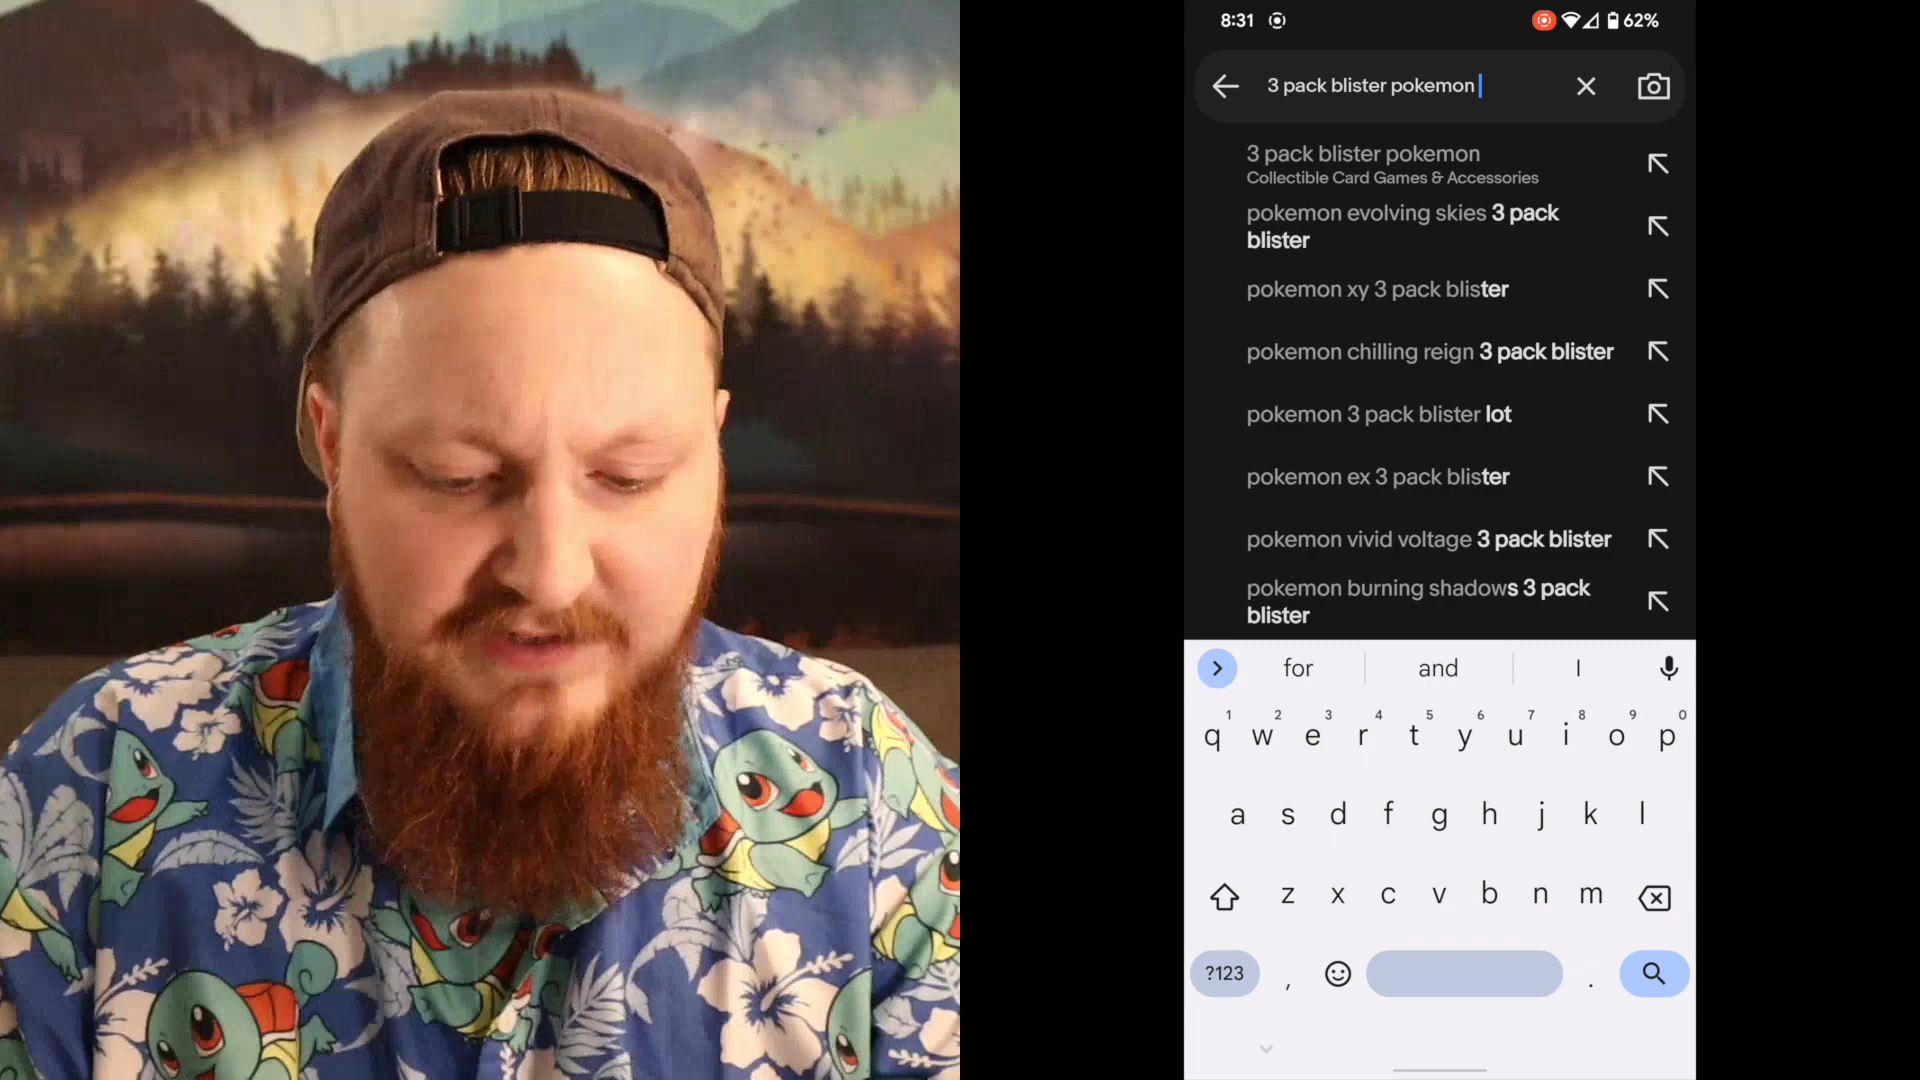 8:31
62%
3 pack blister pokemon
3 pack blister pokemon
Collectible Card Games & Accessories
pokemon evolving skies 3 pack
blister
pokemon xy 3 pack blister
pokemon chilling reign 3 pack blister
pokemon 3 pack blister lot
pokemon ex 3 pack blister
pokemon vivid voltage 3 pack blister
pokemon burning shadows 3 pack
blister
for and I
1 2 3 4 5 6 7 8 9 0
q w e r t y u i o p
a s d f g h j k l
z x c v b n m
?123 , .